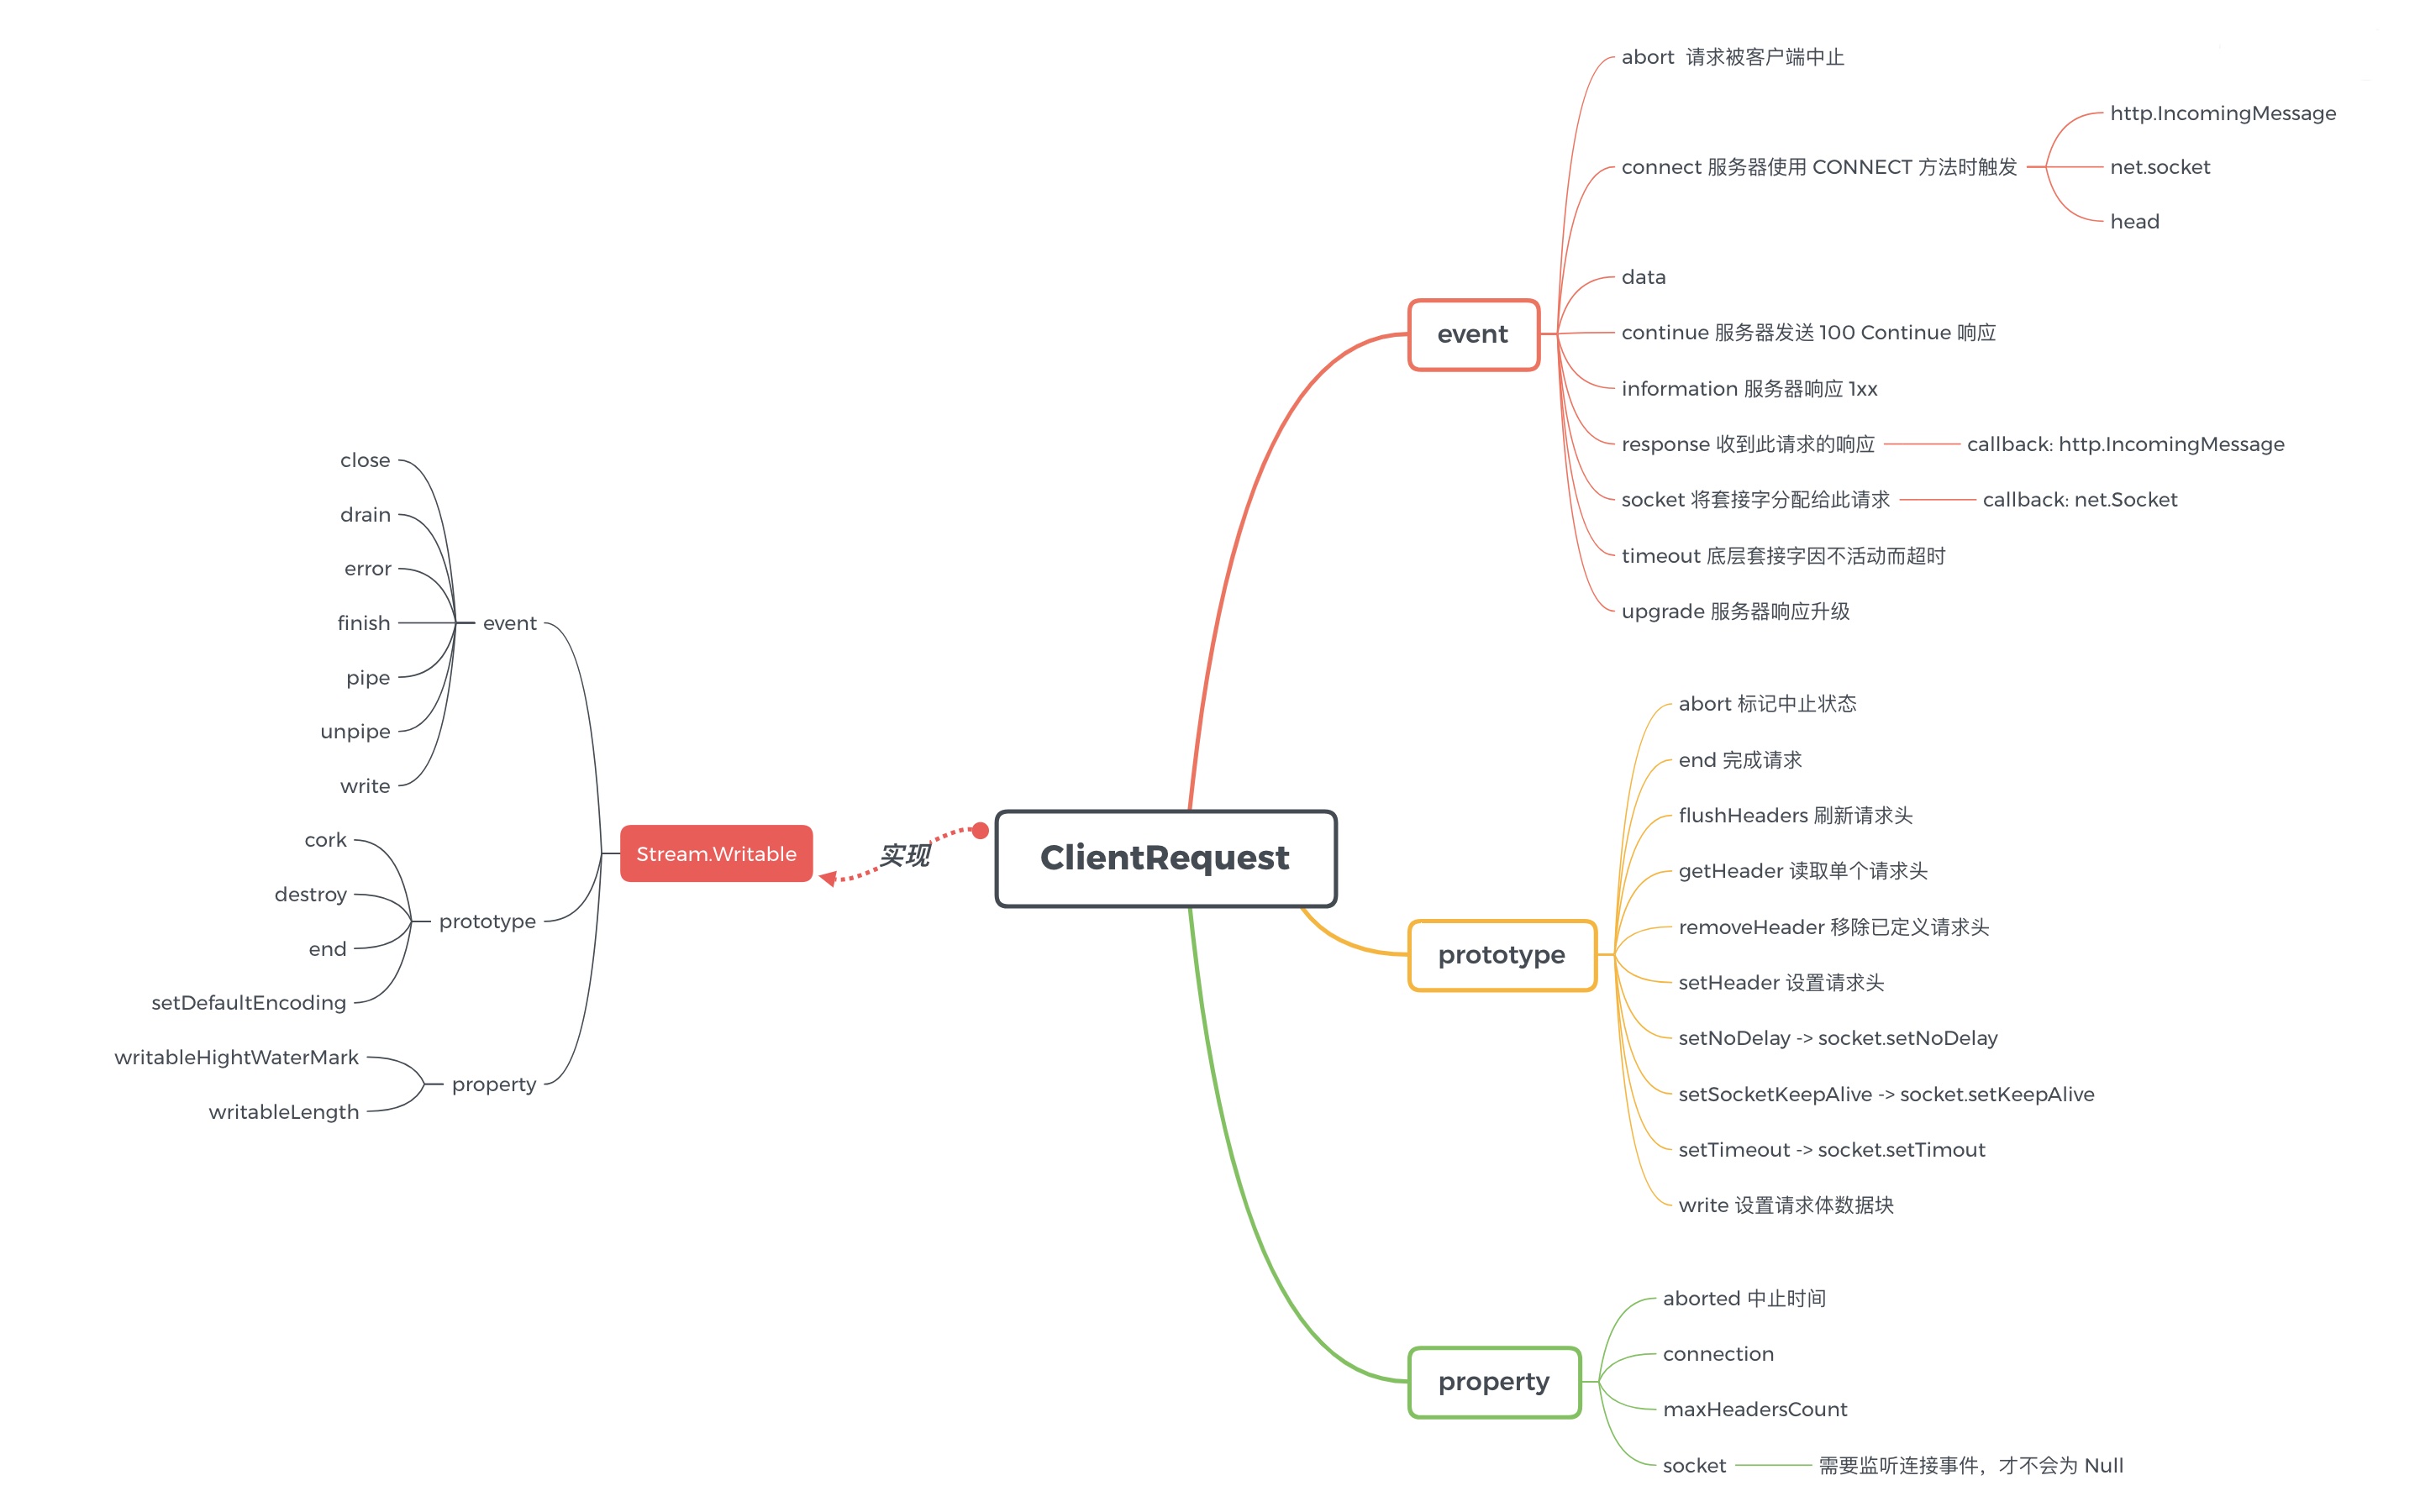 ClientRequest
event
abort 请求被客户端中止
connect 服务器使用 CONNECT 方法时触发
http.IncomingMessage
net.socket
head
data
continue 服务器发送 100 Continue 响应
information 服务器响应 1xx
response 收到此请求的响应
callback: http.IncomingMessage
socket 将套接字分配给此请求
callback: net.Socket
timeout 底层套接字因不活动而超时
upgrade 服务器响应升级
prototype
abort 标记中止状态
end 完成请求
flushHeaders 刷新请求头
getHeader 读取单个请求头
removeHeader 移除已定义请求头
setHeader 设置请求头
setNoDelay -> socket.setNoDelay
setSocketKeepAlive -> socket.setKeepAlive
setTimeout -> socket.setTimout
write 设置请求体数据块
property
aborted 中止时间
connection
maxHeadersCount
socket
需要监听连接事件，才不会为 Null
实现
Stream.Writable
event
close
drain
error
finish
pipe
unpipe
write
prototype
cork
destroy
end
setDefaultEncoding
property
writableHightWaterMark
writableLength